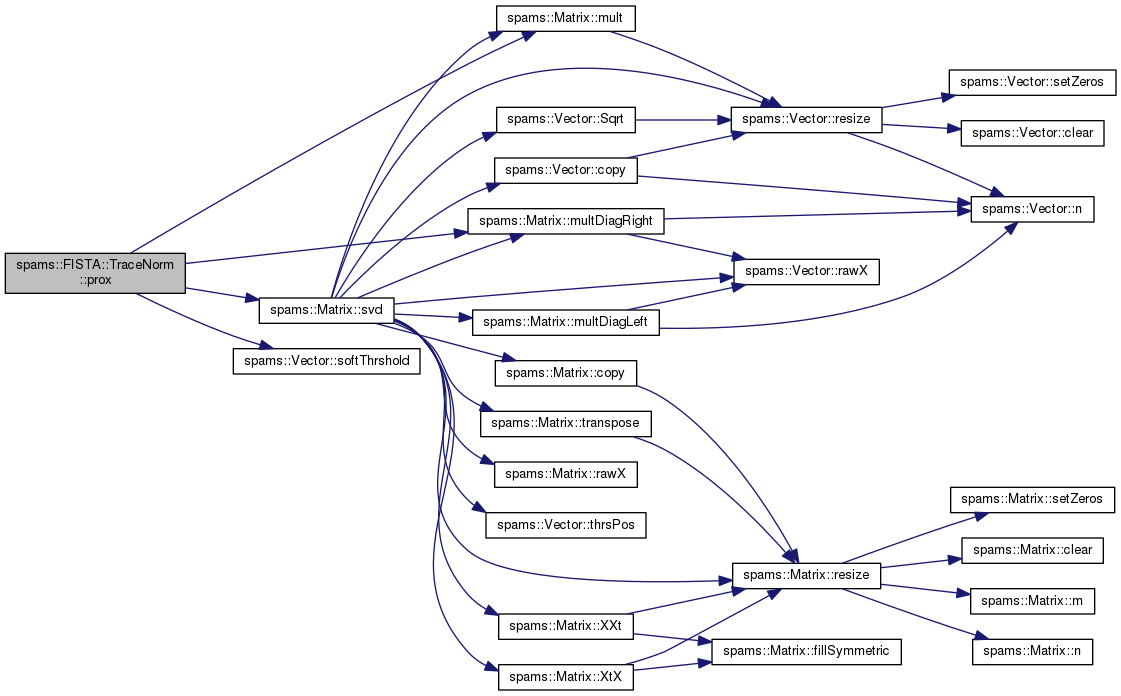 spams::FISTA::TraceNorm
::prox
spams::Matrix::svd
spams::Vector::softThrshold
spams::Matrix::mult
spams::Vector::Sqrt
spams::Vector::copy
spams::Matrix::multDiagRight
spams::Matrix::multDiagLeft
spams::Matrix::copy
spams::Matrix::transpose
spams::Matrix::rawX
spams::Vector::thrsPos
spams::Matrix::XXt
spams::Matrix::XtX
spams::Vector::resize
spams::Vector::rawX
spams::Matrix::resize
spams::Matrix::fillSymmetric
spams::Vector::setZeros
spams::Vector::clear
spams::Vector::n
spams::Matrix::setZeros
spams::Matrix::clear
spams::Matrix::m
spams::Matrix::n